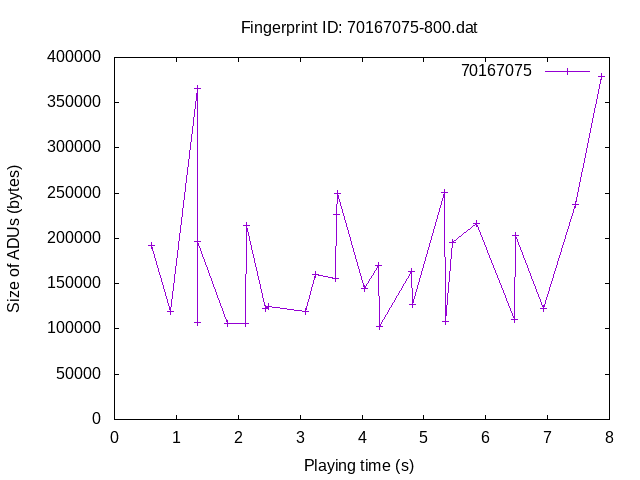 Fingerprint ID: 70167075-800.dat
70167075
Size of ADUs (bytes)
400000
350000
300000
250000
200000
150000
100000
50000
0
0 1 2 3 4 5 6 7 8
Playing time (s)